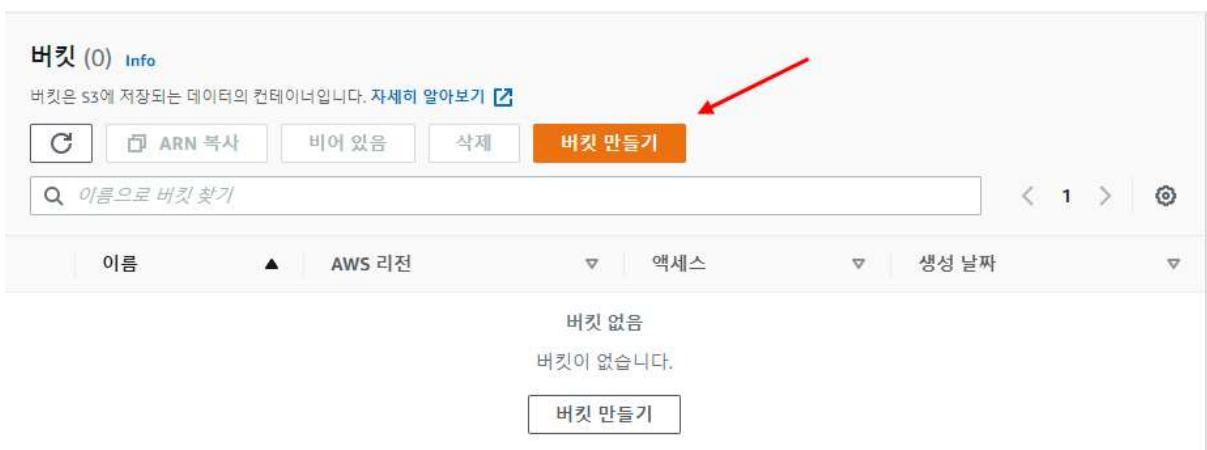 버킷 (0) Info
버킷은 S3에 저장되는 데이터의 컨테이너입니다. 자세히 알아보기
ARN 복사 비어 있음 삭제 버킷 만들기
이름으로 버킷 찾기 1
이름 AWS 리전 액세스 생성 날짜
버킷 없음
버킷이 없습니다.
버킷 만들기